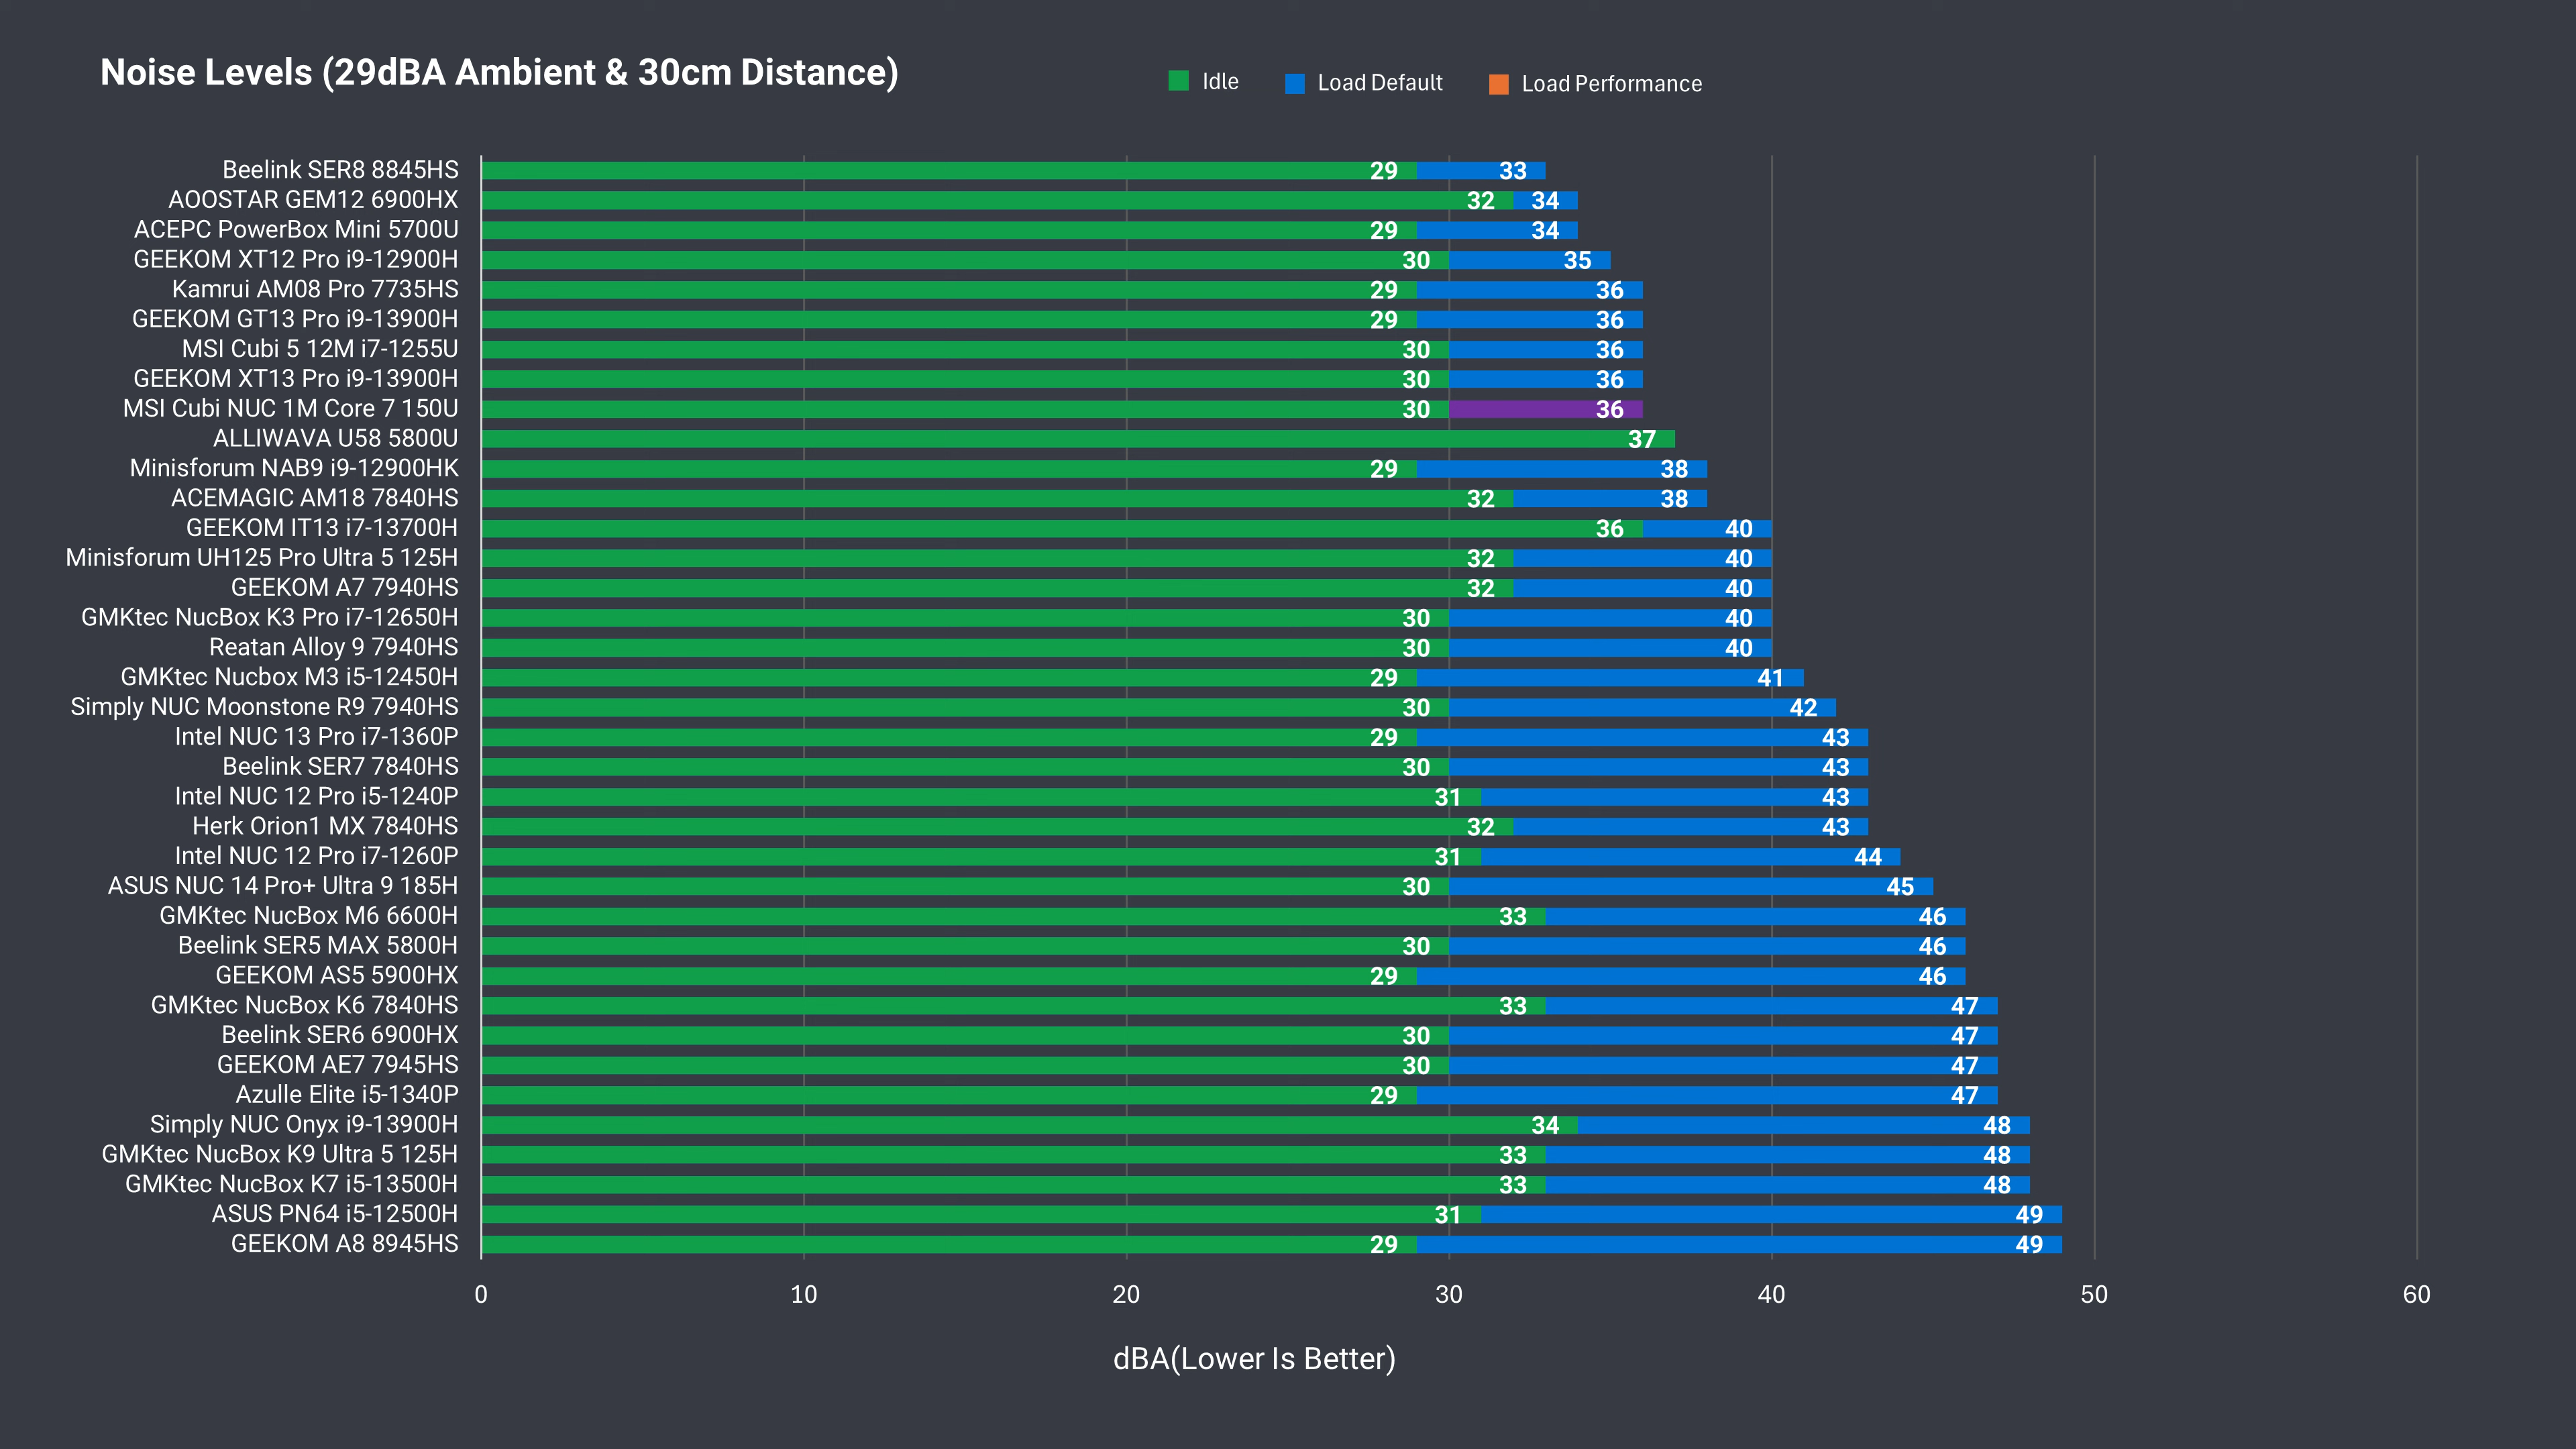 Noise Levels (29dBA Ambient & 30cm Distance)
Idle Load Default Load Performance
Beelink SER8 8845HS 29 33
AOOSTAR GEM12 6900HX 32 34
ACEPC PowerBox Mini 5700U 29 34
GEEKOM XT12 Pro i9-12900H 30 35
Kamrui AM08 Pro 7735HS 29 36
GEEKOM GT13 Pro i9-13900H 29 36
MSI Cubi 5 12M i7-1255U 30 36
GEEKOM XT13 Pro i9-13900H 30 36
MSI Cubi NUC 1M Core 7 150U 30 36
ALLIWAVA U58 5800U 37
Minisforum NAB9 i9-12900HK 29 38
ACEMAGIC AM18 7840HS 32 38
GEEKOM IT13 i7-13700H 36 40
Minisforum UH125 Pro Ultra 5 125H 32 40
GEEKOM A7 7940HS 32 40
GMKtec NucBox K3 Pro i7-12650H 30 40
Reatan Alloy 9 7940HS 30 40
GMKtec Nucbox M3 i5-12450H 29 41
Simply NUC Moonstone R9 7940HS 30 42
Intel NUC 13 Pro i7-1360P 29 43
Beelink SER7 7840HS 30 43
Intel NUC 12 Pro i5-1240P 31 43
Herk Orion1 MX 7840HS 32 43
Intel NUC 12 Pro i7-1260P 31 44
ASUS NUC 14 Pro+ Ultra 9 185H 30 45
GMKtec NucBox M6 6600H 33 46
Beelink SER5 MAX 5800H 30 46
GEEKOM AS5 5900HX 29 46
GMKtec NucBox K6 7840HS 33 47
Beelink SER6 6900HX 30 47
GEEKOM AE7 7945HS 30 47
Azulle Elite i5-1340P 29 47
Simply NUC Onyx i9-13900H 34 48
GMKtec NucBox K9 Ultra 5 125H 33 48
GMKtec NucBox K7 i5-13500H 33 48
ASUS PN64 i5-12500H 31 49
GEEKOM A8 8945HS 29 49
0 10 20 30 40 50 60
dBA(Lower Is Better)